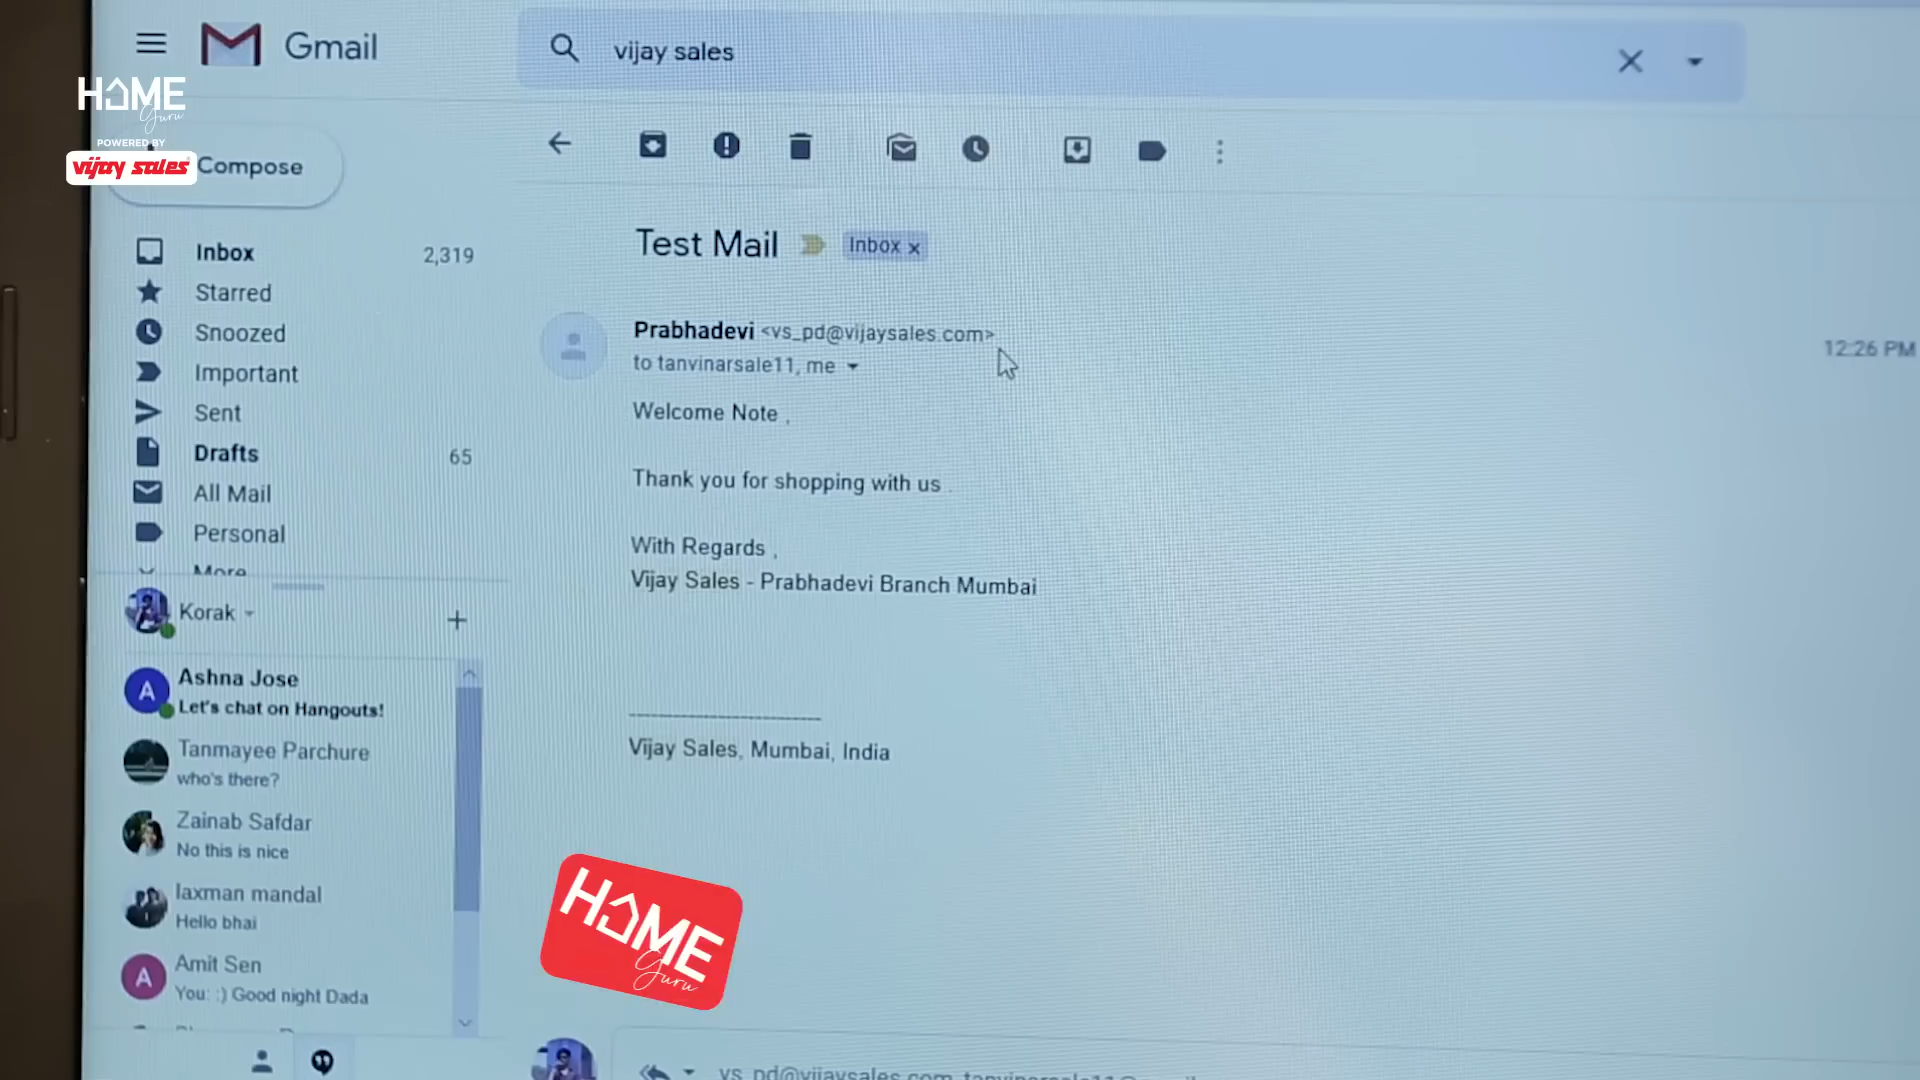 Gmail
vijay sales
HOME
Guru
POWERED BY
vijay sales
Compose
Test Mail
Inbox x
Inbox 2,319
Starred
Snoozed
Important
Sent
Drafts 65
All Mail
Personal
More
Prabhadevi <vs_pd@vijaysales.com>
12:26 PM
to tanvinarsale11, me
Welcome Note ,
Thank you for shopping with us .
With Regards ,
Vijay Sales - Prabhadevi Branch Mumbai
--------------------------------
Vijay Sales, Mumbai, India
Korak
Ashna Jose
Let's chat on Hangouts!
Tanmayee Parchure
who's there?
Zainab Safdar
No this is nice
laxman mandal
Hello bhai
Amit Sen
You: :) Good night Dada
HOME
Guru
vs_pd@vijaysales.com